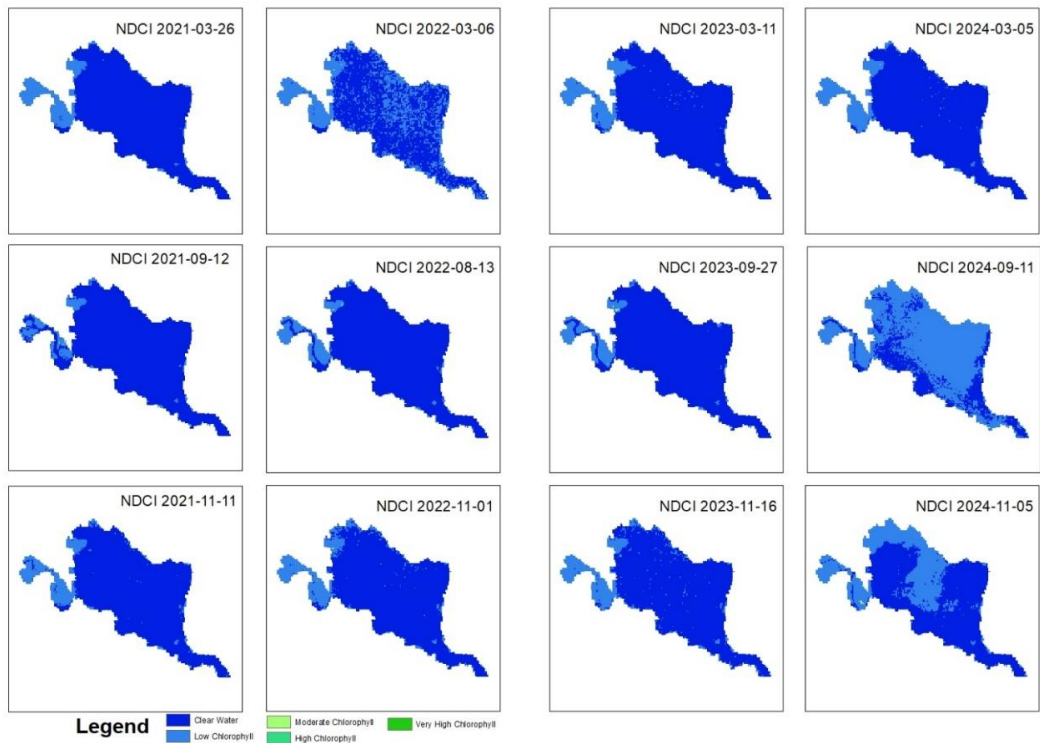 NDCI 2021-03-26
NDCI 2022-03-06
NDCI 2023-03-11
NDCI 2024-03-05
NDCI 2021-09-12
NDCI 2022-08-13
NDCI 2023-09-27
NDCI 2024-09-11
NDCI 2021-11-11
NDCI 2022-11-01
NDCI 2023-11-16
NDCI 2024-11-05
Legend
Clear Water
Low Chlorophyll
Moderate Chlorophyll
High Chlorophyll
Very High Chlorophyll